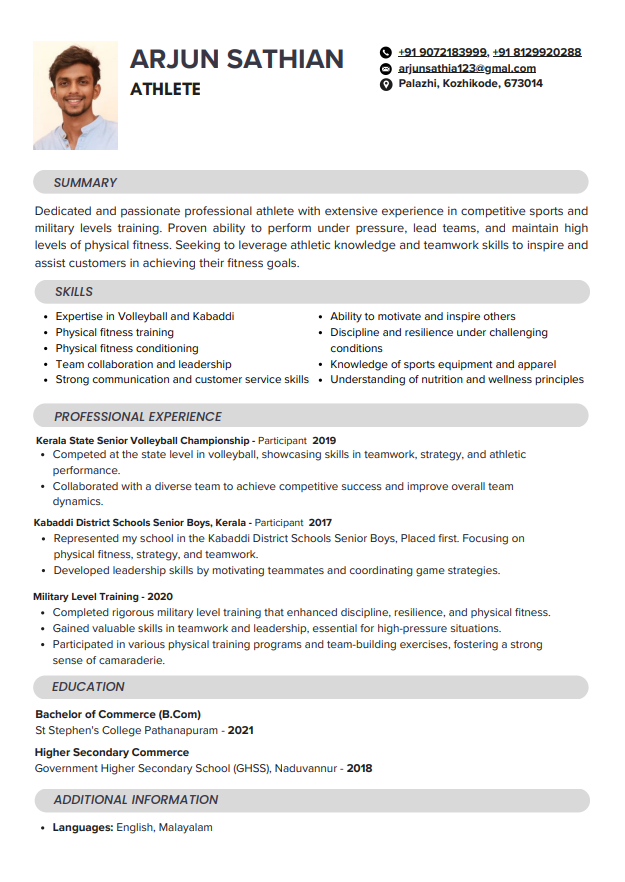 ARJUN SATHIAN
ATHLETE
+91 9072183999, +91 8129920288
arjunsathia123@gmail.com
Palazhi, Kozhikode, 673014
SUMMARY
Dedicated and passionate professional athlete with extensive experience in competitive sports and
military levels training. Proven ability to perform under pressure, lead teams, and maintain high
levels of physical fitness. Seeking to leverage athletic knowledge and teamwork skills to inspire and
assist customers in achieving their fitness goals.
SKILLS
• Expertise in Volleyball and Kabaddi
• Physical fitness training
• Physical fitness conditioning
• Team collaboration and leadership
• Strong communication and customer service skills
• Ability to motivate and inspire others
• Discipline and resilience under challenging
conditions
• Knowledge of sports equipment and apparel
• Understanding of nutrition and wellness principles
PROFESSIONAL EXPERIENCE
Kerala State Senior Volleyball Championship - Participant 2019
• Competed at the state level in volleyball, showcasing skills in teamwork, strategy, and athletic
performance.
• Collaborated with a diverse team to achieve competitive success and improve overall team
dynamics.
Kabaddi District Schools Senior Boys, Kerala - Participant 2017
• Represented my school in the Kabaddi District Schools Senior Boys, Placed first. Focusing on
physical fitness, strategy, and teamwork.
• Developed leadership skills by motivating teammates and coordinating game strategies.
Military Level Training - 2020
• Completed rigorous military level training that enhanced discipline, resilience, and physical fitness.
• Gained valuable skills in teamwork and leadership, essential for high-pressure situations.
• Participated in various physical training programs and team-building exercises, fostering a strong
sense of camaraderie.
EDUCATION
Bachelor of Commerce (B.Com)
St Stephen's College Pathanapuram - 2021
Higher Secondary Commerce
Government Higher Secondary School (GHSS), Naduvannur - 2018
ADDITIONAL INFORMATION
• Languages: English, Malayalam